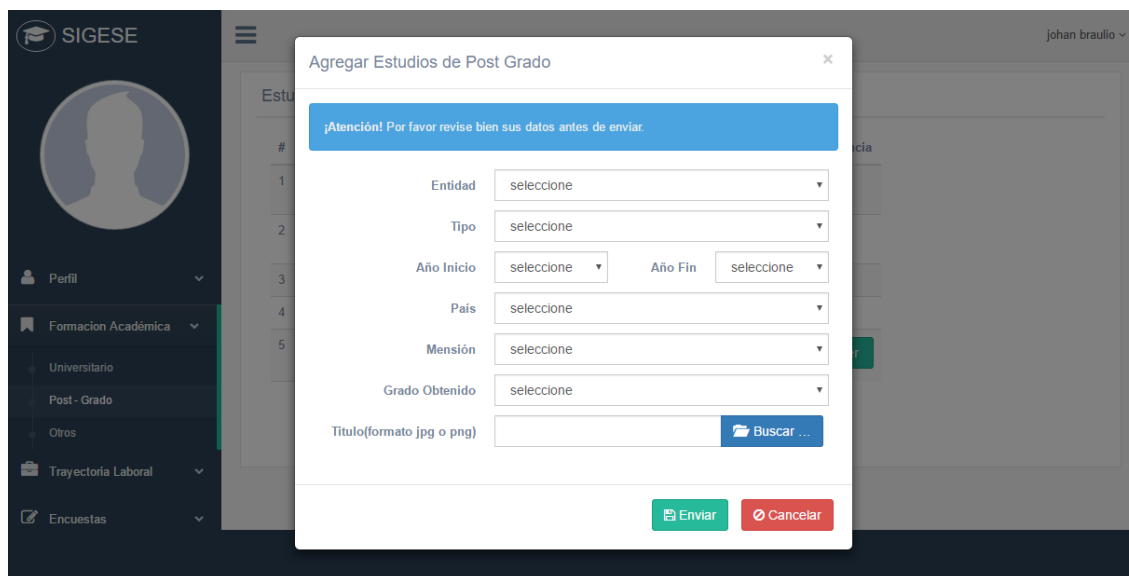 SIGESE
johan braulio
Agregar Estudios de Post Grado
×
Estu
¡Atención! Por favor revise bien sus datos antes de enviar.
# ncia
1
2
3
4
5 r
Entidad seleccione
Tipo seleccione
Año Inicio seleccione Año Fin seleccione
País seleccione
Mensión seleccione
Grado Obtenido seleccione
Titulo(formato jpg o png) Buscar ...
Enviar Cancelar
Perfil
Formacion Académica
Universitario
Post - Grado
Otros
Trayectoria Laboral
Encuestas